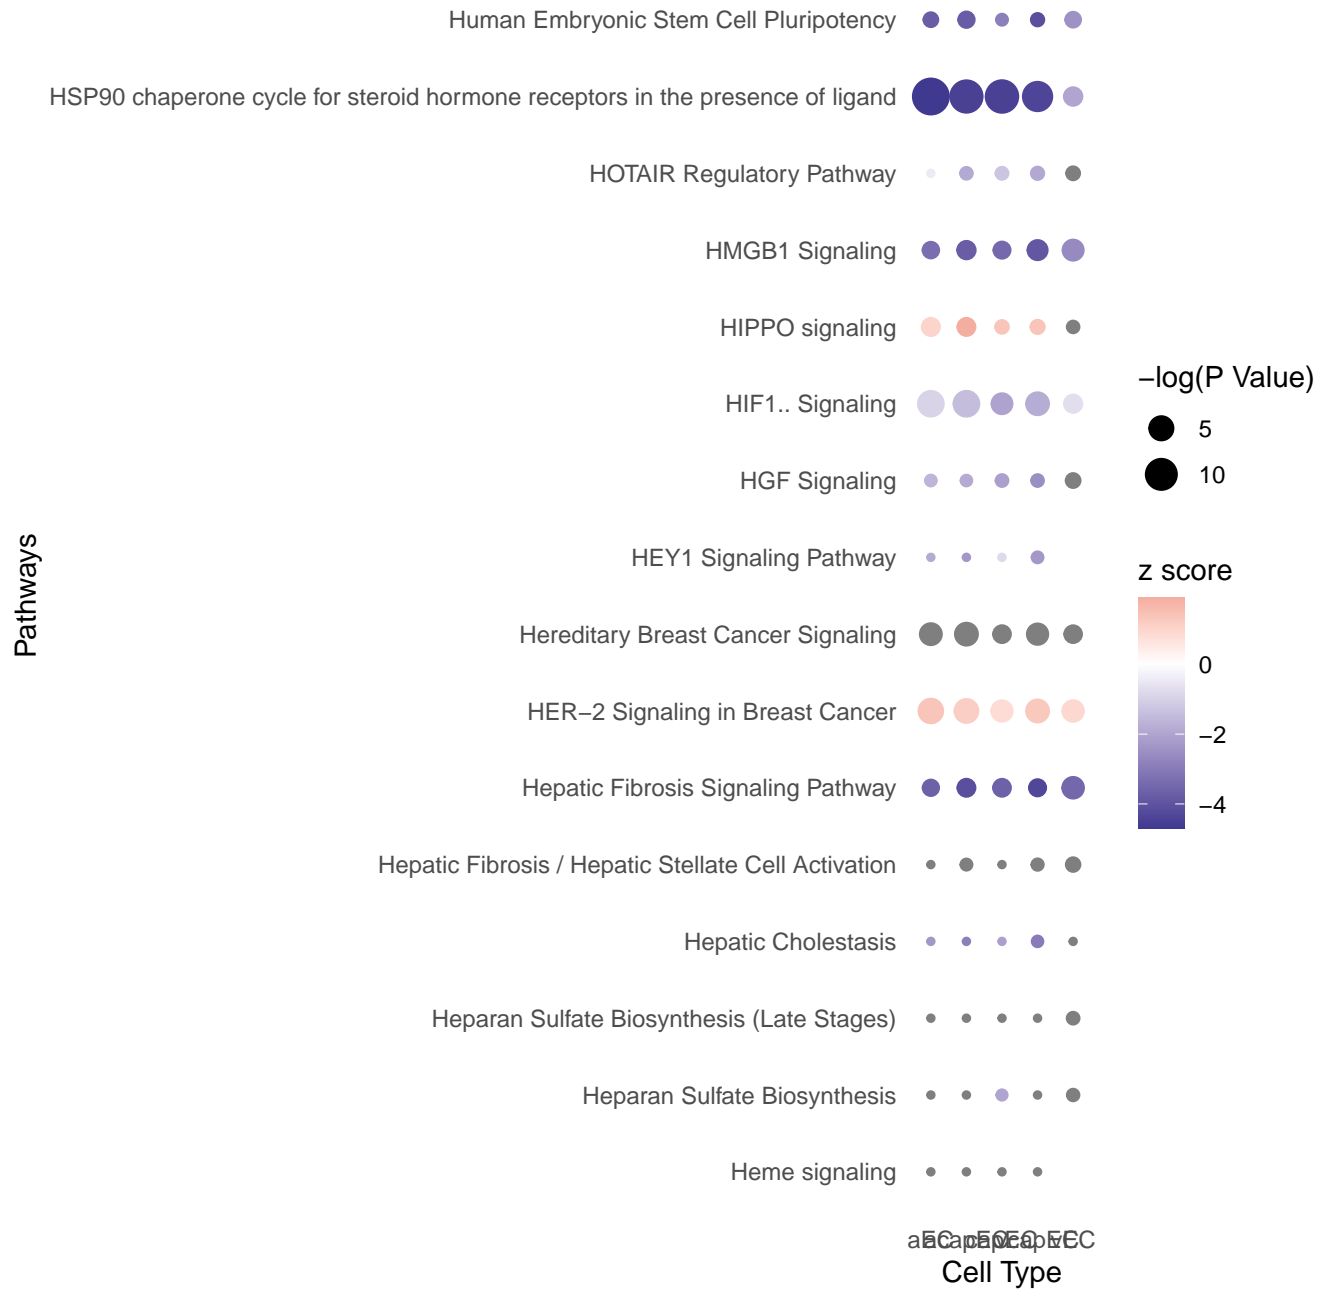 Human Embryonic Stem Cell Pluripotency
HSP90 chaperone cycle for steroid hormone receptors in the presence of ligand
HOTAIR Regulatory Pathway
HMGB1 Signaling
HIPPO signaling
HIF1.. Signaling
HGF Signaling
HEY1 Signaling Pathway
Hereditary Breast Cancer Signaling
HER−2 Signaling in Breast Cancer
Hepatic Fibrosis Signaling Pathway
Hepatic Fibrosis / Hepatic Stellate Cell Activation
Hepatic Cholestasis
Heparan Sulfate Biosynthesis (Late Stages)
Heparan Sulfate Biosynthesis
Heme signaling
Pathways
Cell Type
−log(P Value)
5
10
z score
0
−2
−4